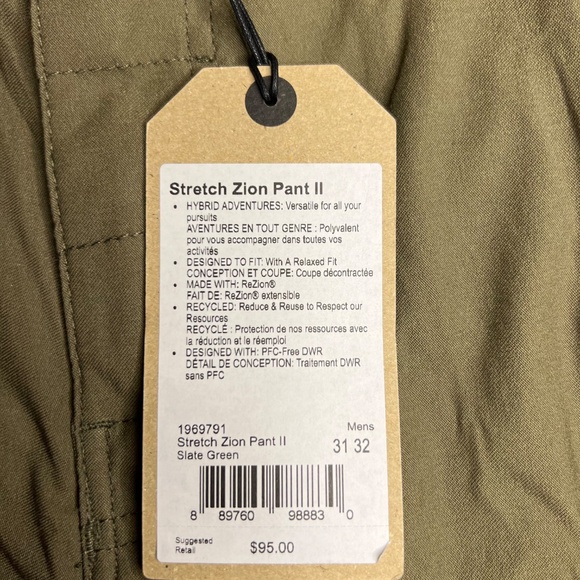 Stretch Zion Pant II
• HYBRID ADVENTURES: Versatile for all your
pursuits
AVENTURES EN TOUT GENRE : Polyvalent
pour vous accompagner dans toutes vos
activités
• DESIGNED TO FIT: With A Relaxed Fit
CONCEPTION ET COUPE: Coupe décontractée
• MADE WITH: ReZion®
FAIT DE: ReZion® extensible
• RECYCLED: Reduce & Reuse to Respect our
Resources
RECYCLÉ : Protection de nos ressources avec
la réduction et le réemploi
• DESIGNED WITH: PFC-Free DWR
DÉTAIL DE CONCEPTION: Traitement DWR
sans PFC
1969791 Mens
Stretch Zion Pant II 31 32
Slate Green
8 89760 98883 0
Suggested
Retail $95.00